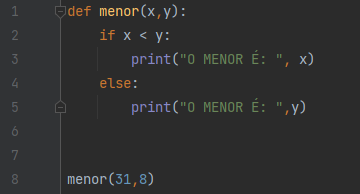 1 def menor(x,y):
2     if x < y:
3         print("O MENOR É: ", x)
4     else:
5         print("O MENOR É: ",y)
6
7
8 menor(31,8)